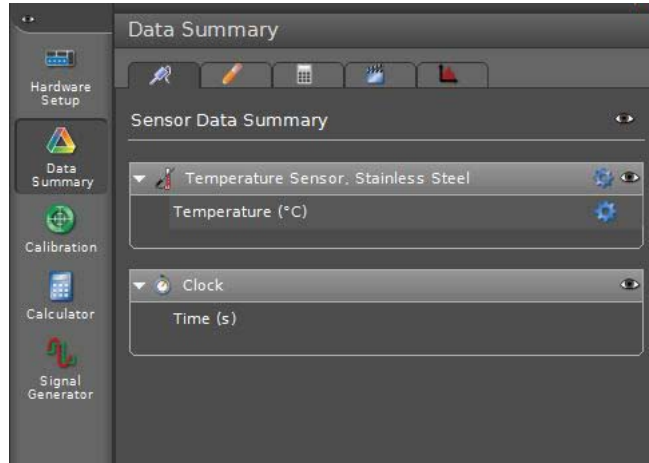 Data Summary
Hardware
Setup
Data
Summary
Calibration
Calculator
Signal
Generator
Sensor Data Summary
Temperature Sensor, Stainless Steel
Temperature (°C)
Clock
Time (s)